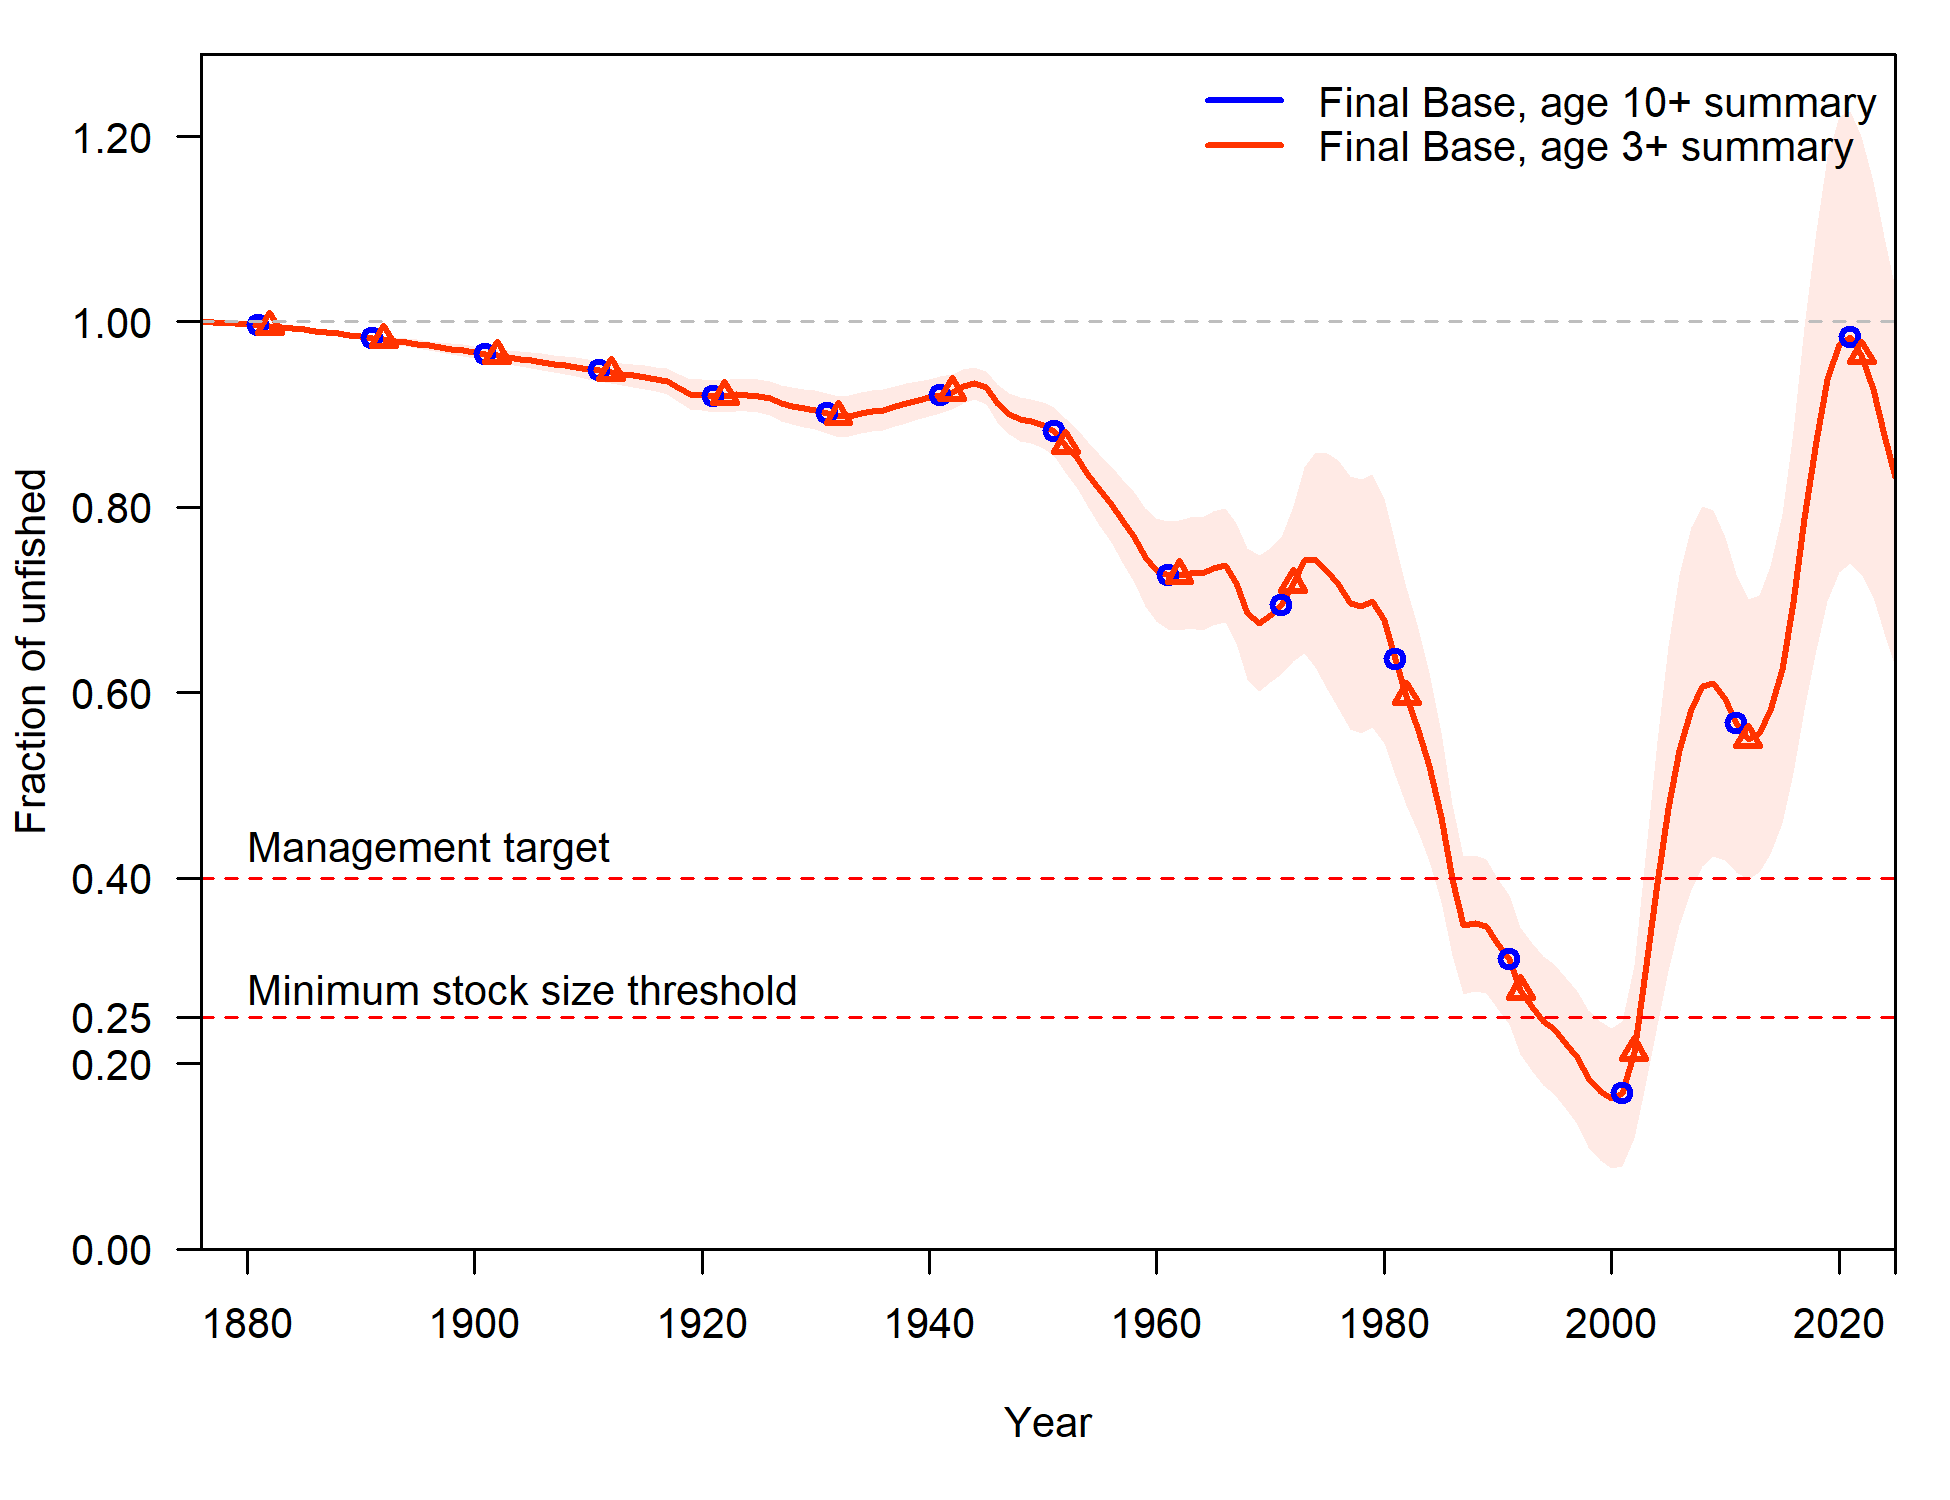 Final Base, age 10+ summary
Final Base, age 3+ summary
Fraction of unfished
1.20
1.00
0.80
0.60
0.40
0.25
0.20
0.00
Management target
Minimum stock size threshold
1880 1900 1920 1940 1960 1980 2000 2020
Year